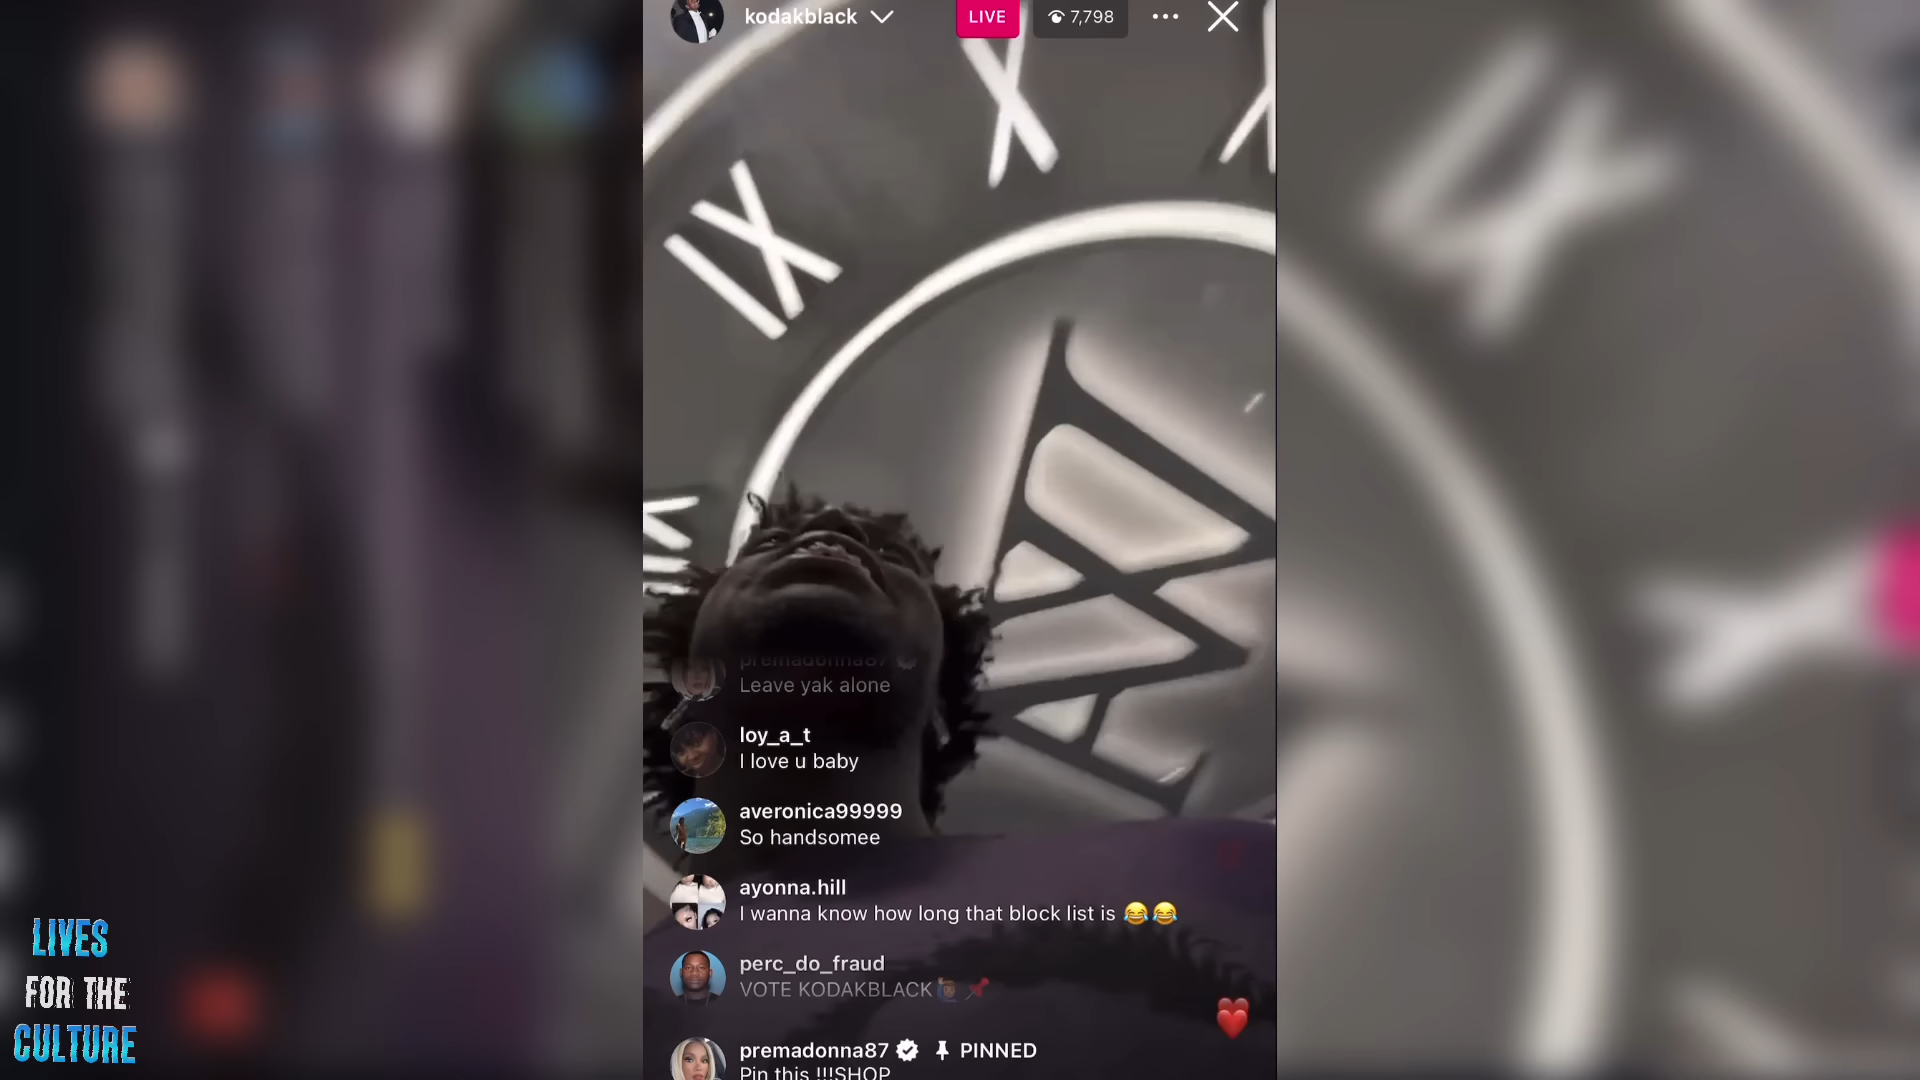 kodakblack
LIVE
7,798
X
IX
premadonna87
Leave yak alone
loy_a_t
I love u baby
averonica99999
So handsomee
ayonna.hill
I wanna know how long that block list is 😂😂
perc_do_fraud
VOTE KODAKBLACK🙋🏽‍♂️📌
premadonna87 PINNED
Pin this !!!SHOP
LIVES
FOR THE
CULTURE